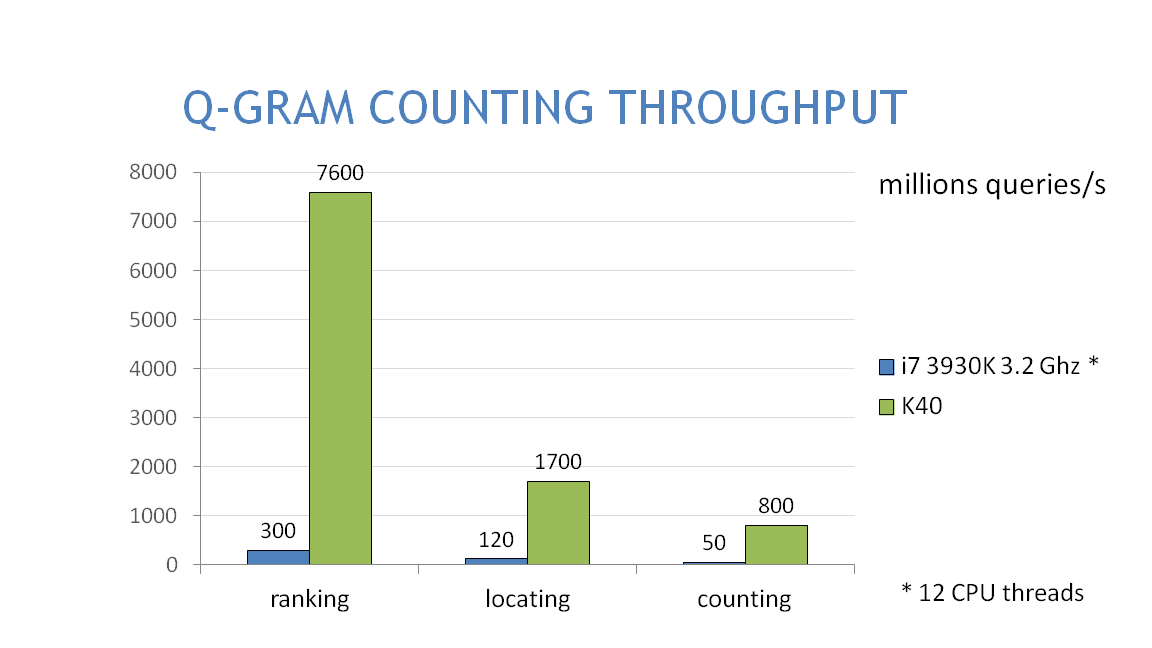 Q-GRAM COUNTING THROUGHPUT
millions queries/s
8000
7000
6000
5000
4000
3000
2000
1000
0
7600
300
1700
120
800
50
ranking
locating
counting
i7 3930K 3.2 Ghz *
K40
* 12 CPU threads